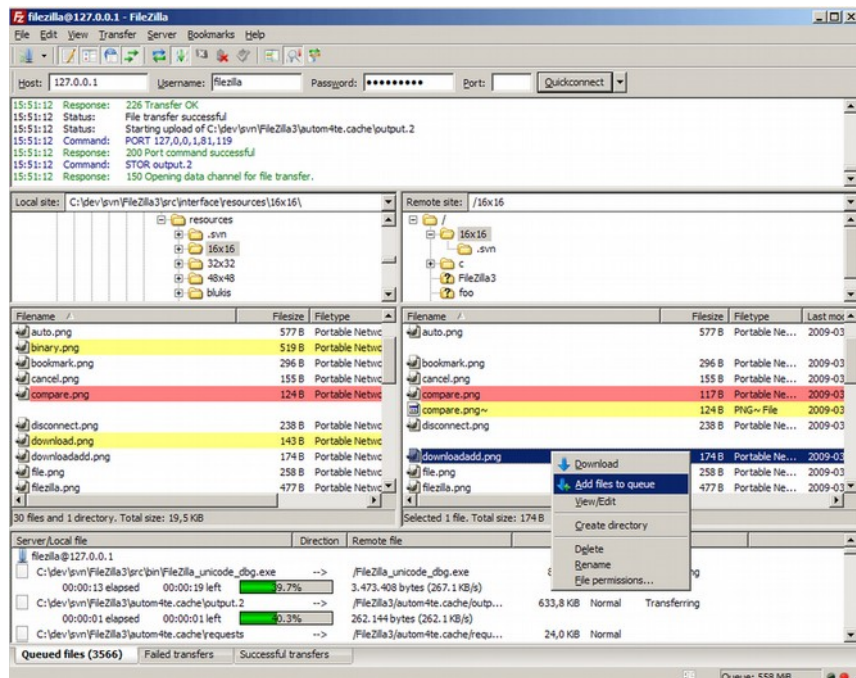 filezilla@127.0.0.1 - FileZilla
File Edit View Transfer Server Bookmarks Help
Host: 127.0.0.1 Username: filezilla Password: ●●●●●●●●● Port: Quickconnect
15:51:12 Response: 226 Transfer OK
15:51:12 Status: File transfer successful
15:51:12 Status: Starting upload of C:\dev\svn\FileZilla3\autom4te.cache\output.2
15:51:12 Command: PORT 127,0,0,1,81,119
15:51:12 Response: 200 Port command successful
15:51:12 Command: STOR output.2
15:51:12 Response: 150 Opening data channel for file transfer.
Local site: C:\dev\svn\FileZilla3\src\interface\resources\16x16\
resources
.svn
16x16
32x32
48x48
blukis
Remote site: /16x16
/
16x16
.svn
c
FileZilla3
foo
Filename Filesize Filetype
auto.png 577 B Portable Netwo
binary.png 519 B Portable Netwo
bookmark.png 296 B Portable Netwo
cancel.png 155 B Portable Netwo
compare.png 124 B Portable Netwo
disconnect.png 238 B Portable Netwo
download.png 143 B Portable Netwo
downloadadd.png 174 B Portable Netwo
file.png 258 B Portable Netwo
filezilla.png 477 B Portable Netwo
30 files and 1 directory. Total size: 19,5 KiB
Filename Filesize Filetype Last mod
auto.png 577 B Portable Ne... 2009-03
bookmark.png 296 B Portable Ne... 2009-03
cancel.png 155 B Portable Ne... 2009-03
compare.png 117 B Portable Ne... 2009-03
compare.png~ 124 B PNG~ File 2009-03
disconnect.png 238 B Portable Ne... 2009-03
downloadadd.png 174 B Portable Ne... 2009-03
file.png 258 B Portable Ne... 2009-03
filezilla.png 477 B Portable Ne... 2009-03
Selected 1 file. Total size: 174 B
Download
Add files to queue
View/Edit
Create directory
Delete
Rename
File permissions...
Server/Local file Direction Remote file
filezilla@127.0.0.1
C:\dev\svn\FileZilla3\src\bin\FileZilla_unicode_dbg.exe --> /FileZilla_unicode_dbg.exe
00:00:13 elapsed 00:00:19 left 39.7% 3.473.408 bytes (267.1 KB/s)
C:\dev\svn\FileZilla3\autom4te.cache\output.2 --> /FileZilla3/autom4te.cache/outp... 633,8 KiB Normal Transferring
00:00:01 elapsed 00:00:01 left 40.3% 262.144 bytes (262.1 KB/s)
C:\dev\svn\FileZilla3\autom4te.cache\requests --> /FileZilla3/autom4te.cache/requ... 24,0 KiB Normal
Queued files (3566) Failed transfers Successful transfers
Queue: 558 MiB